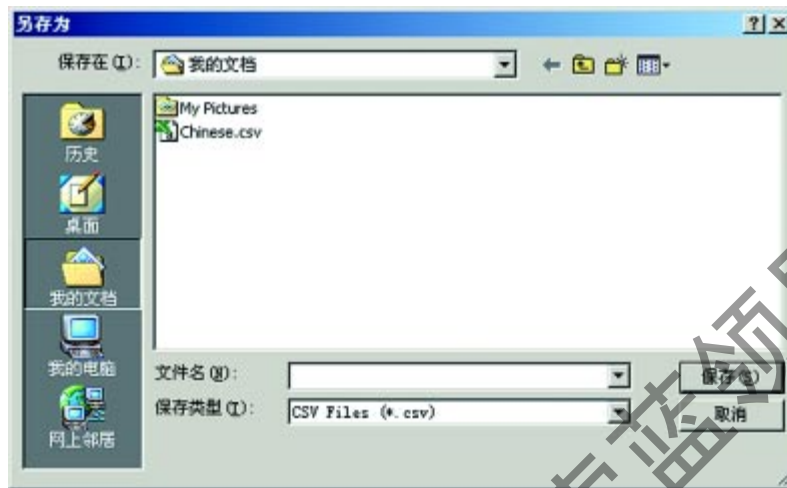 另存为
保存在(I):
我的文档
My Pictures
Chinese.csv
历史
桌面
我的文档
我的电脑
网上邻居
文件名(N):
保存(S)
保存类型(T):
CSV Files (*.csv)
取消